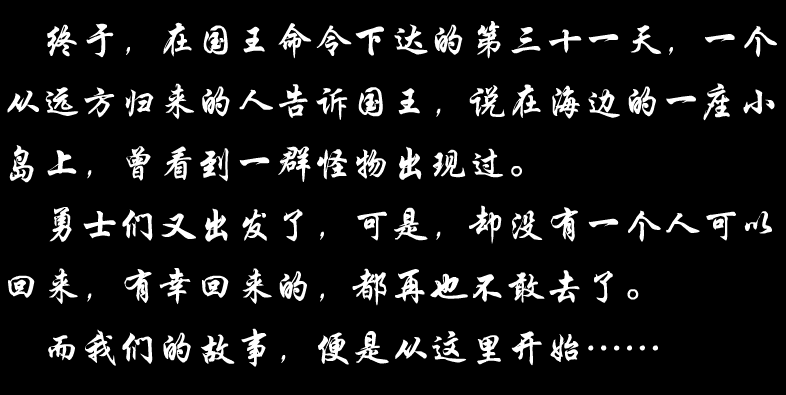 终于，在国王命令下达的第三十一天，一个
从远方归来的人告诉国王，说在海边的一座小
岛上，曾看到一群怪物出现过。
勇士们又出发了，可是，却没有一个人可以
回来，有幸回来的，都再也不敢去了。
而我们的故事，便是从这里开始……